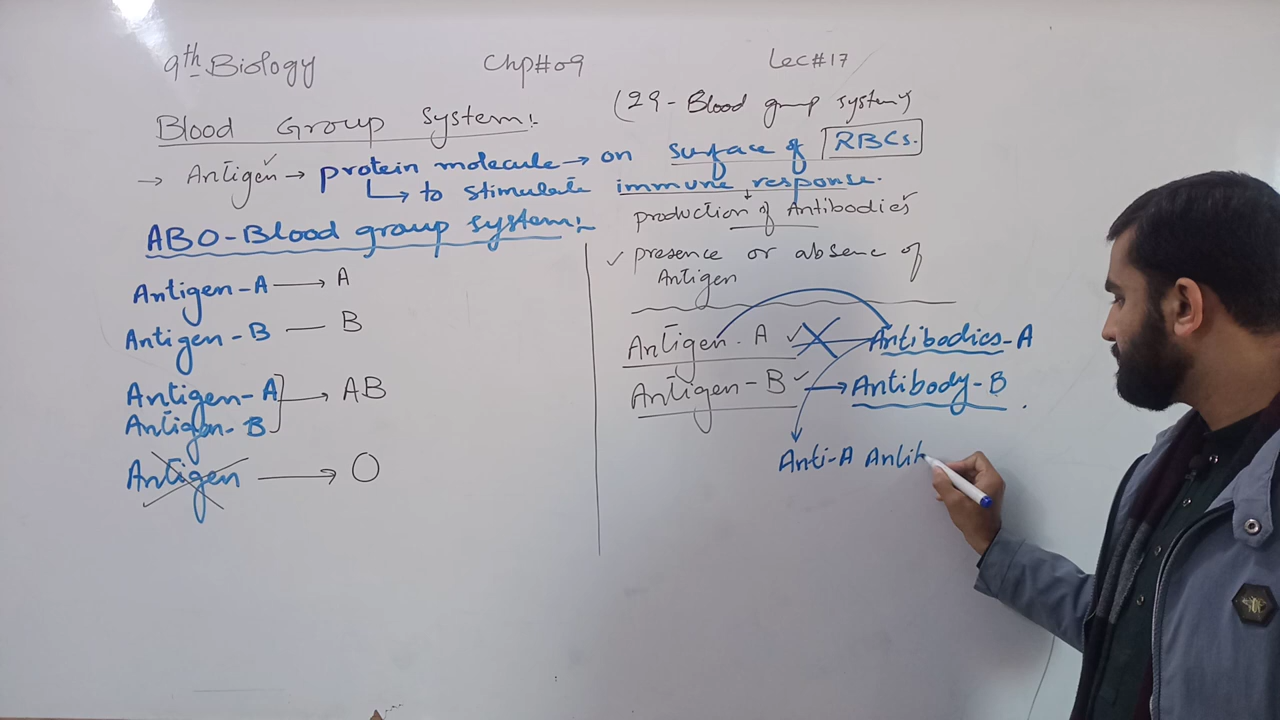 9th Biology Chp#09 Lec#17
Blood Group System:
(29 - Blood group system)
→ Antigen → protein molecule → on surface of RBCs.
↳ to stimulate immune response.
production of Antibodies
ABO-Blood group system:
✓ presence or absence of
Antigen
Antigen-A → A
Antigen-B — B
Antigen-A
Antigen-B
→ AB
Antigen → O
Antigen-A ✓ Antibodies-A
Antigen-B ✓ → Antibody-B.
Anti-A Antib